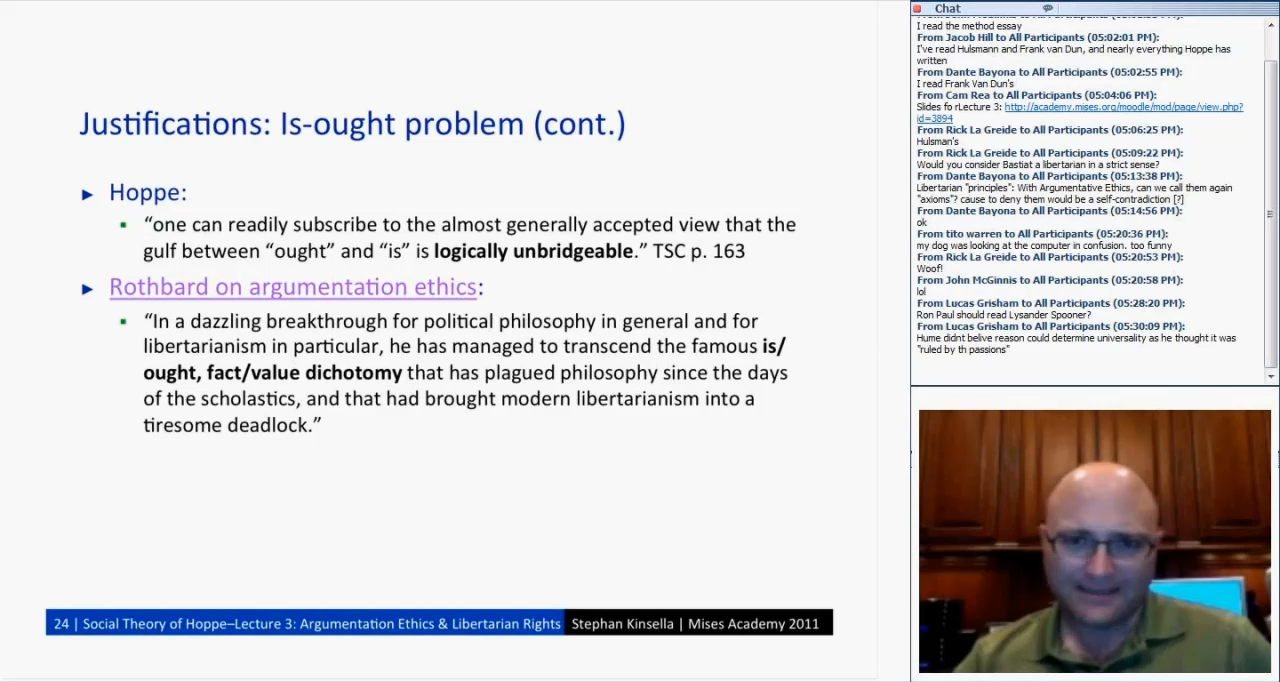 Justifications: Is-ought problem (cont.)
► Hoppe:
▪ “one can readily subscribe to the almost generally accepted view that the
gulf between “ought” and “is” is logically unbridgeable.” TSC p. 163
► Rothbard on argumentation ethics:
▪ “In a dazzling breakthrough for political philosophy in general and for
libertarianism in particular, he has managed to transcend the famous is/
ought, fact/value dichotomy that has plagued philosophy since the days
of the scholastics, and that had brought modern libertarianism into a
tiresome deadlock.”
24 | Social Theory of Hoppe–Lecture 3: Argumentation Ethics & Libertarian Rights Stephan Kinsella | Mises Academy 2011
Chat
I read the method essay
From Jacob Hill to All Participants (05:02:01 PM):
I've read Hulsmann and Frank van Dun, and nearly everything Hoppe has
written
From Dante Bayona to All Participants (05:02:55 PM):
I read Frank Van Dun's
From Cam Rea to All Participants (05:04:06 PM):
Slides fo rLecture 3: http://academy.mises.org/moodle/mod/page/view.php?
id=3894
From Rick La Greide to All Participants (05:06:25 PM):
Hulsman's
From Rick La Greide to All Participants (05:09:22 PM):
Would you consider Bastiat a libertarian in a strict sense?
From Dante Bayona to All Participants (05:13:38 PM):
Libertarian "principles": With Argumentative Ethics, can we call them again
"axioms"? cause to deny them would be a self-contradiction [?]
From Dante Bayona to All Participants (05:14:56 PM):
ok
From tito warren to All Participants (05:20:36 PM):
my dog was looking at the computer in confusion. too funny
From Rick La Greide to All Participants (05:20:53 PM):
Woof!
From John McGinnis to All Participants (05:20:58 PM):
lol
From Lucas Grisham to All Participants (05:28:20 PM):
Ron Paul should read Lysander Spooner?
From Lucas Grisham to All Participants (05:30:09 PM):
Hume didnt belive reason could determine universality as he thought it was
"ruled by th passions"